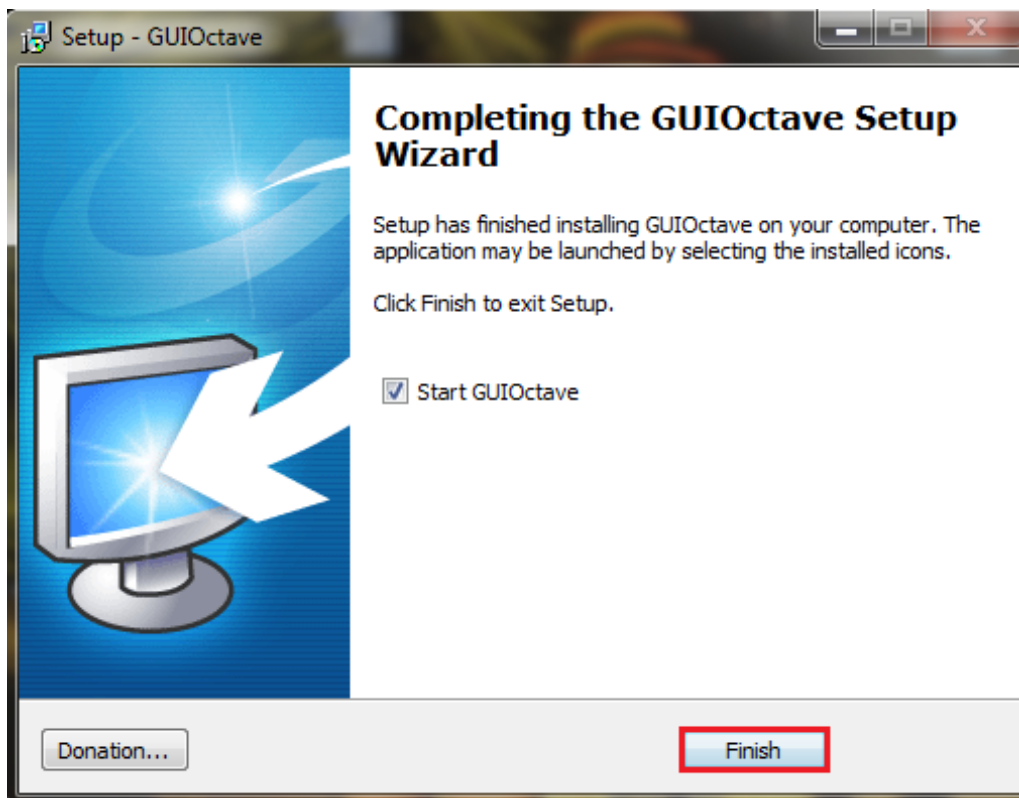 Setup - GUIOctave
Completing the GUIOctave Setup
Wizard
Setup has finished installing GUIOctave on your computer. The
application may be launched by selecting the installed icons.
Click Finish to exit Setup.
Start GUIOctave
Donation...
Finish